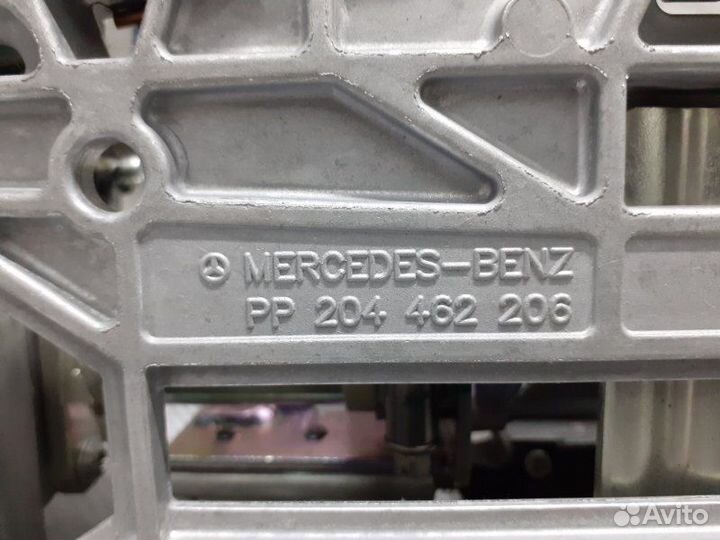 MERCEDES-BENZ
PP 204 462 206
Avito